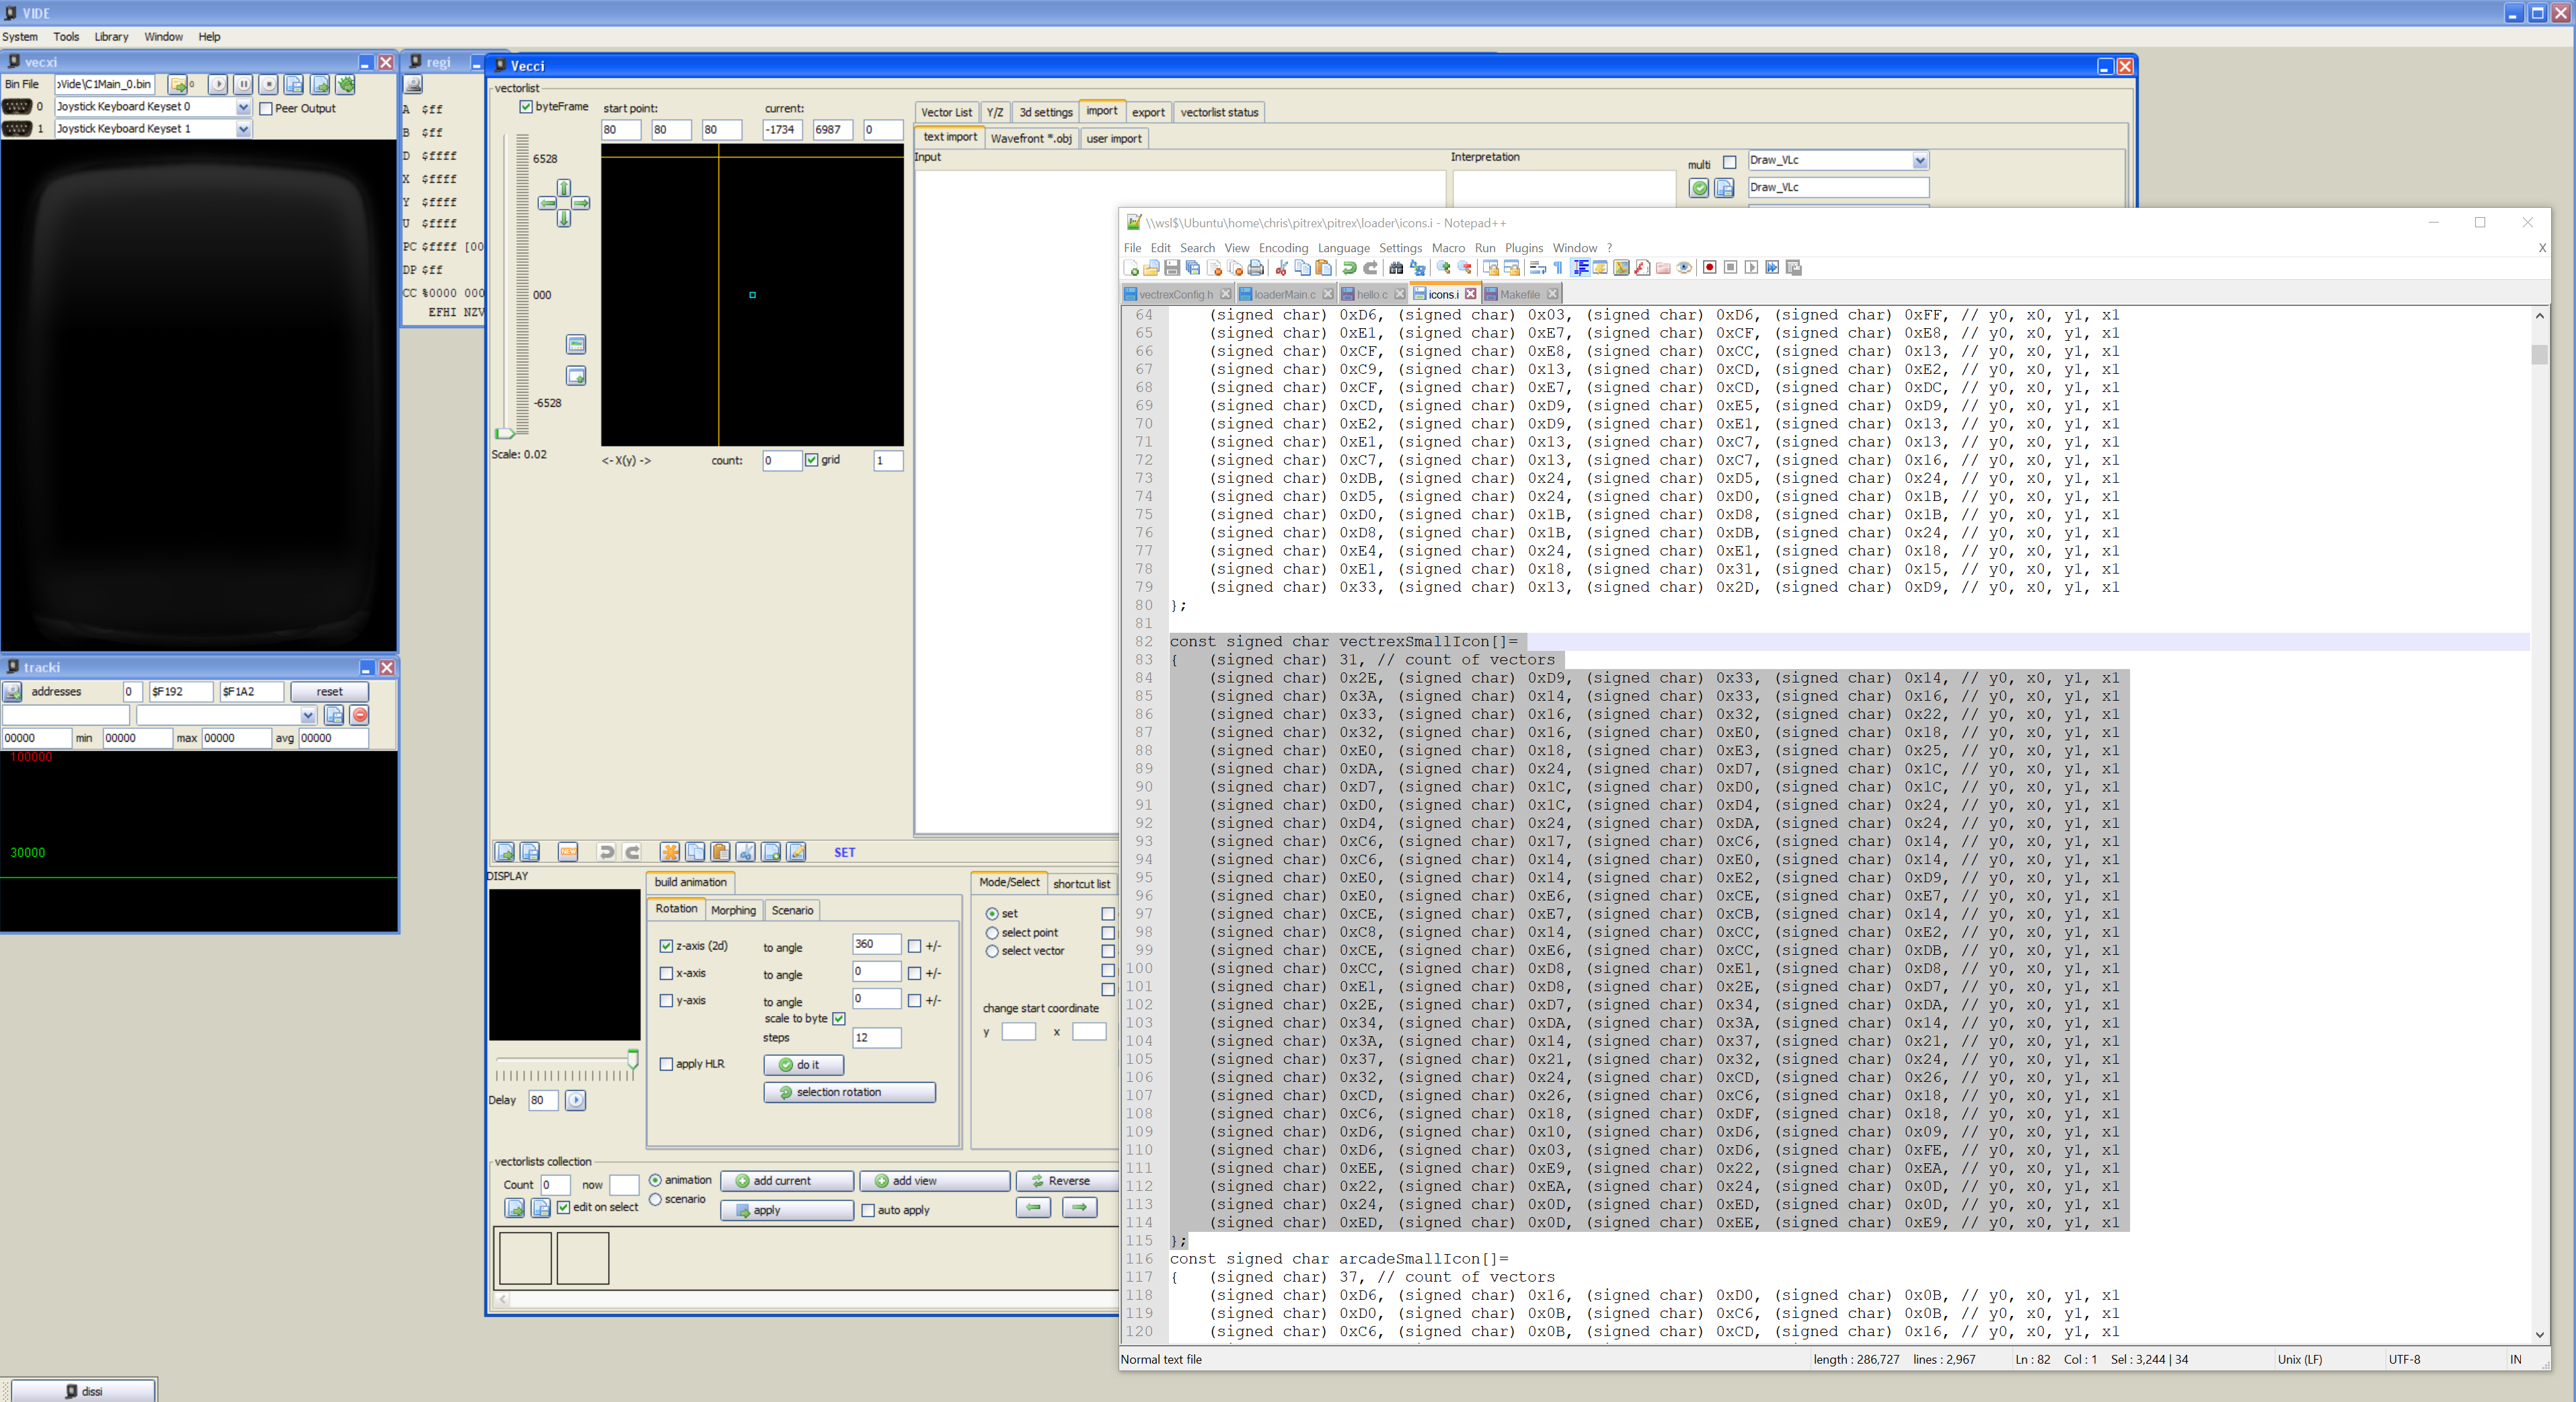 VIDE
System Tools Library Window Help
vecxi
Bin File oVide\C1Main_0.bin 0
0 Joystick Keyboard Keyset 0 Peer Output
1 Joystick Keyboard Keyset 1
regi
A $ff
B $ff
D $ffff
X $ffff
Y $ffff
U $ffff
PC $ffff [00
DP $ff
CC %0000 000
EFHI NZV
tracki
addresses 0 $F192 $F1A2 reset
00000 min 00000 max 00000 avg 00000
100000
30000
dissi
Vecci
vectorlist
byteFrame start point: current:
80 80 80 -1734 6987 0
6528
000
-6528
Scale: 0.02
<- X(y) -> count: 0 grid 1
Vector List Y/Z 3d settings import export vectorlist status
text import Wavefront *.obj user import
Input Interpretation
multi Draw_VLc
Draw_VLc
NEW SET
DISPLAY
build animation
Rotation Morphing Scenario
z-axis (2d) to angle 360 +/-
x-axis to angle 0 +/-
y-axis to angle 0 +/-
scale to byte
steps 12
apply HLR do it
selection rotation
Delay 80
Mode/Select shortcut list
set
select point
select vector
change start coordinate
y x
vectorlists collection
Count 0 now animation add current add view Reverse
edit on select scenario apply auto apply
\\wsl$\Ubuntu\home\chris\pitrex\pitrex\loader\icons.i - Notepad++
File Edit Search View Encoding Language Settings Macro Run Plugins Window ? X
vectrexConfig.h loaderMain.c hello.c icons.i Makefile
64 (signed char) 0xD6, (signed char) 0x03, (signed char) 0xD6, (signed char) 0xFF, // y0, x0, y1, x1
65 (signed char) 0xE1, (signed char) 0xE7, (signed char) 0xCF, (signed char) 0xE8, // y0, x0, y1, x1
66 (signed char) 0xCF, (signed char) 0xE8, (signed char) 0xCC, (signed char) 0x13, // y0, x0, y1, x1
67 (signed char) 0xC9, (signed char) 0x13, (signed char) 0xCD, (signed char) 0xE2, // y0, x0, y1, x1
68 (signed char) 0xCF, (signed char) 0xE7, (signed char) 0xCD, (signed char) 0xDC, // y0, x0, y1, x1
69 (signed char) 0xCD, (signed char) 0xD9, (signed char) 0xE5, (signed char) 0xD9, // y0, x0, y1, x1
70 (signed char) 0xE2, (signed char) 0xD9, (signed char) 0xE1, (signed char) 0x13, // y0, x0, y1, x1
71 (signed char) 0xE1, (signed char) 0x13, (signed char) 0xC7, (signed char) 0x13, // y0, x0, y1, x1
72 (signed char) 0xC7, (signed char) 0x13, (signed char) 0xC7, (signed char) 0x16, // y0, x0, y1, x1
73 (signed char) 0xDB, (signed char) 0x24, (signed char) 0xD5, (signed char) 0x24, // y0, x0, y1, x1
74 (signed char) 0xD5, (signed char) 0x24, (signed char) 0xD0, (signed char) 0x1B, // y0, x0, y1, x1
75 (signed char) 0xD0, (signed char) 0x1B, (signed char) 0xD8, (signed char) 0x1B, // y0, x0, y1, x1
76 (signed char) 0xD8, (signed char) 0x1B, (signed char) 0xDB, (signed char) 0x24, // y0, x0, y1, x1
77 (signed char) 0xE4, (signed char) 0x24, (signed char) 0xE1, (signed char) 0x18, // y0, x0, y1, x1
78 (signed char) 0xE1, (signed char) 0x18, (signed char) 0x31, (signed char) 0x15, // y0, x0, y1, x1
79 (signed char) 0x33, (signed char) 0x13, (signed char) 0x2D, (signed char) 0xD9, // y0, x0, y1, x1
80 };
81
82 const signed char vectrexSmallIcon[]=
83 { (signed char) 31, // count of vectors
84 (signed char) 0x2E, (signed char) 0xD9, (signed char) 0x33, (signed char) 0x14, // y0, x0, y1, x1
85 (signed char) 0x3A, (signed char) 0x14, (signed char) 0x33, (signed char) 0x16, // y0, x0, y1, x1
86 (signed char) 0x33, (signed char) 0x16, (signed char) 0x32, (signed char) 0x22, // y0, x0, y1, x1
87 (signed char) 0x32, (signed char) 0x16, (signed char) 0xE0, (signed char) 0x18, // y0, x0, y1, x1
88 (signed char) 0xE0, (signed char) 0x18, (signed char) 0xE3, (signed char) 0x25, // y0, x0, y1, x1
89 (signed char) 0xDA, (signed char) 0x24, (signed char) 0xD7, (signed char) 0x1C, // y0, x0, y1, x1
90 (signed char) 0xD7, (signed char) 0x1C, (signed char) 0xD0, (signed char) 0x1C, // y0, x0, y1, x1
91 (signed char) 0xD0, (signed char) 0x1C, (signed char) 0xD4, (signed char) 0x24, // y0, x0, y1, x1
92 (signed char) 0xD4, (signed char) 0x24, (signed char) 0xDA, (signed char) 0x24, // y0, x0, y1, x1
93 (signed char) 0xC6, (signed char) 0x17, (signed char) 0xC6, (signed char) 0x14, // y0, x0, y1, x1
94 (signed char) 0xC6, (signed char) 0x14, (signed char) 0xE0, (signed char) 0x14, // y0, x0, y1, x1
95 (signed char) 0xE0, (signed char) 0x14, (signed char) 0xE2, (signed char) 0xD9, // y0, x0, y1, x1
96 (signed char) 0xE0, (signed char) 0xE6, (signed char) 0xCE, (signed char) 0xE7, // y0, x0, y1, x1
97 (signed char) 0xCE, (signed char) 0xE7, (signed char) 0xCB, (signed char) 0x14, // y0, x0, y1, x1
98 (signed char) 0xC8, (signed char) 0x14, (signed char) 0xCC, (signed char) 0xE2, // y0, x0, y1, x1
99 (signed char) 0xCE, (signed char) 0xE6, (signed char) 0xCC, (signed char) 0xDB, // y0, x0, y1, x1
100 (signed char) 0xCC, (signed char) 0xD8, (signed char) 0xE1, (signed char) 0xD8, // y0, x0, y1, x1
101 (signed char) 0xE1, (signed char) 0xD8, (signed char) 0x2E, (signed char) 0xD7, // y0, x0, y1, x1
102 (signed char) 0x2E, (signed char) 0xD7, (signed char) 0x34, (signed char) 0xDA, // y0, x0, y1, x1
103 (signed char) 0x34, (signed char) 0xDA, (signed char) 0x3A, (signed char) 0x14, // y0, x0, y1, x1
104 (signed char) 0x3A, (signed char) 0x14, (signed char) 0x37, (signed char) 0x21, // y0, x0, y1, x1
105 (signed char) 0x37, (signed char) 0x21, (signed char) 0x32, (signed char) 0x24, // y0, x0, y1, x1
106 (signed char) 0x32, (signed char) 0x24, (signed char) 0xCD, (signed char) 0x26, // y0, x0, y1, x1
107 (signed char) 0xCD, (signed char) 0x26, (signed char) 0xC6, (signed char) 0x18, // y0, x0, y1, x1
108 (signed char) 0xC6, (signed char) 0x18, (signed char) 0xDF, (signed char) 0x18, // y0, x0, y1, x1
109 (signed char) 0xD6, (signed char) 0x10, (signed char) 0xD6, (signed char) 0x09, // y0, x0, y1, x1
110 (signed char) 0xD6, (signed char) 0x03, (signed char) 0xD6, (signed char) 0xFE, // y0, x0, y1, x1
111 (signed char) 0xEE, (signed char) 0xE9, (signed char) 0x22, (signed char) 0xEA, // y0, x0, y1, x1
112 (signed char) 0x22, (signed char) 0xEA, (signed char) 0x24, (signed char) 0x0D, // y0, x0, y1, x1
113 (signed char) 0x24, (signed char) 0x0D, (signed char) 0xED, (signed char) 0x0D, // y0, x0, y1, x1
114 (signed char) 0xED, (signed char) 0x0D, (signed char) 0xEE, (signed char) 0xE9, // y0, x0, y1, x1
115 };
116 const signed char arcadeSmallIcon[]=
117 { (signed char) 37, // count of vectors
118 (signed char) 0xD6, (signed char) 0x16, (signed char) 0xD0, (signed char) 0x0B, // y0, x0, y1, x1
119 (signed char) 0xD0, (signed char) 0x0B, (signed char) 0xC6, (signed char) 0x0B, // y0, x0, y1, x1
120 (signed char) 0xC6, (signed char) 0x0B, (signed char) 0xCD, (signed char) 0x16, // y0, x0, y1, x1
Normal text file length : 286,727 lines : 2,967 Ln : 82 Col : 1 Sel : 3,244 | 34 Unix (LF) UTF-8 IN